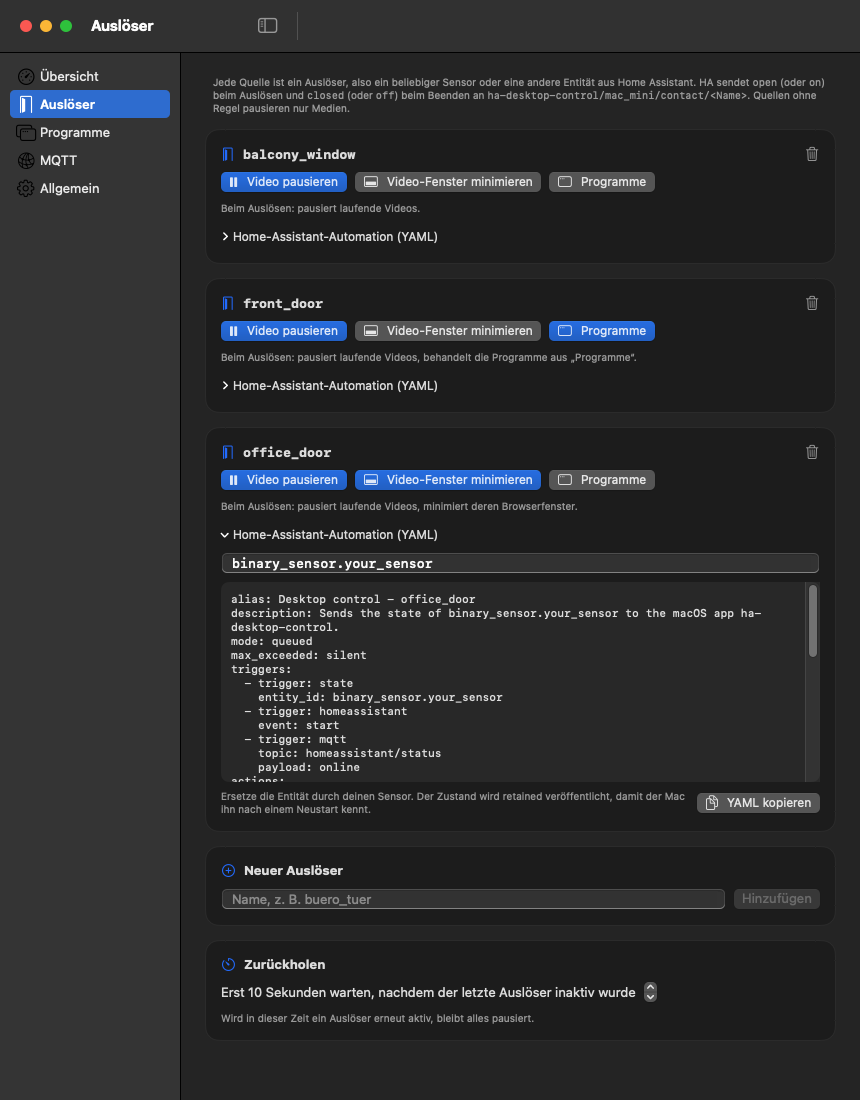 Auslöser
Übersicht
Auslöser
Programme
MQTT
Allgemein
Jede Quelle ist ein Auslöser, also ein beliebiger Sensor oder eine andere Entität aus Home Assistant. HA sendet open (oder on)
beim Auslösen und closed (oder off) beim Beenden an ha-desktop-control/mac_mini/contact/<Name>. Quellen ohne
Regel pausieren nur Medien.
balcony_window
Video pausieren Video-Fenster minimieren Programme
Beim Auslösen: pausiert laufende Videos.
Home-Assistant-Automation (YAML)
front_door
Video pausieren Video-Fenster minimieren Programme
Beim Auslösen: pausiert laufende Videos, behandelt die Programme aus „Programme“.
Home-Assistant-Automation (YAML)
office_door
Video pausieren Video-Fenster minimieren Programme
Beim Auslösen: pausiert laufende Videos, minimiert deren Browserfenster.
Home-Assistant-Automation (YAML)
binary_sensor.your_sensor
alias: Desktop control – office_door
description: Sends the state of binary_sensor.your_sensor to the macOS app ha-
desktop-control.
mode: queued
max_exceeded: silent
triggers:
  - trigger: state
    entity_id: binary_sensor.your_sensor
  - trigger: homeassistant
    event: start
  - trigger: mqtt
    topic: homeassistant/status
    payload: online
actions:
Ersetze die Entität durch deinen Sensor. Der Zustand wird retained veröffentlicht, damit der Mac
ihn nach einem Neustart kennt.
YAML kopieren
Neuer Auslöser
Name, z. B. buero_tuer
Hinzufügen
Zurückholen
Erst 10 Sekunden warten, nachdem der letzte Auslöser inaktiv wurde
Wird in dieser Zeit ein Auslöser erneut aktiv, bleibt alles pausiert.